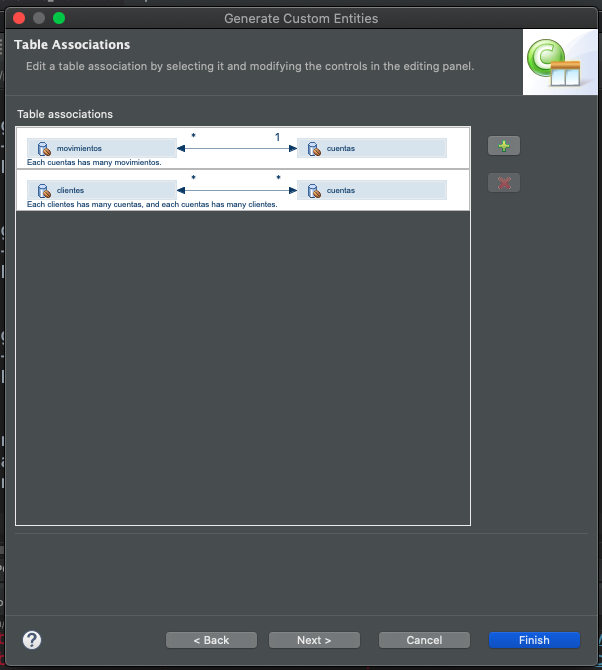 Generate Custom Entities
Table Associations
Edit a table association by selecting it and modifying the controls in the editing panel.
Table associations
movimientos * 1 cuentas
Each cuentas has many movimientos.
clientes * * cuentas
Each clientes has many cuentas, and each cuentas has many clientes.
? < Back Next > Cancel Finish